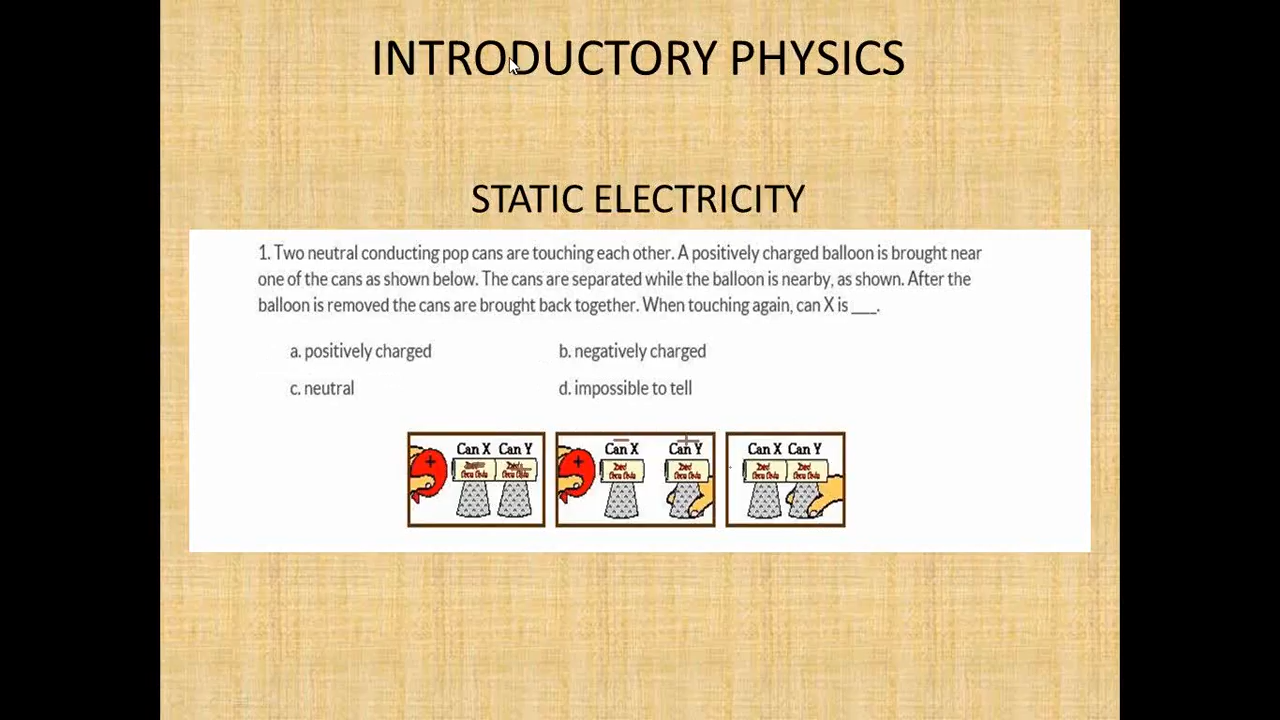 INTRODUCTORY PHYSICS
STATIC ELECTRICITY
1. Two neutral conducting pop cans are touching each other. A positively charged balloon is brought near
one of the cans as shown below. The cans are separated while the balloon is nearby, as shown. After the
balloon is removed the cans are brought back together. When touching again, can X is ____.
a. positively charged
b. negatively charged
c. neutral
d. impossible to tell
+ Can X Can Y
+ Can X − Can Y +
Can X Can Y